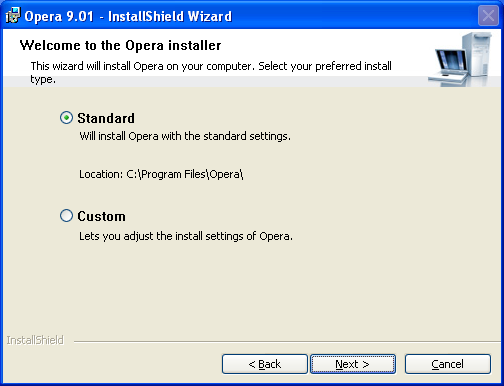 Opera 9.01 - InstallShield Wizard
Welcome to the Opera installer
This wizard will install Opera on your computer. Select your preferred install
type.
Standard
Will install Opera with the standard settings.
Location: C:\Program Files\Opera\
Custom
Lets you adjust the install settings of Opera.
InstallShield
< Back
Next >
Cancel